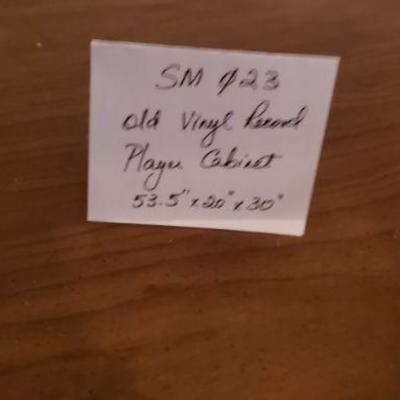 SM 023
Old Vinyl Record
Player Cabinet
53.5" x 20" x 30"